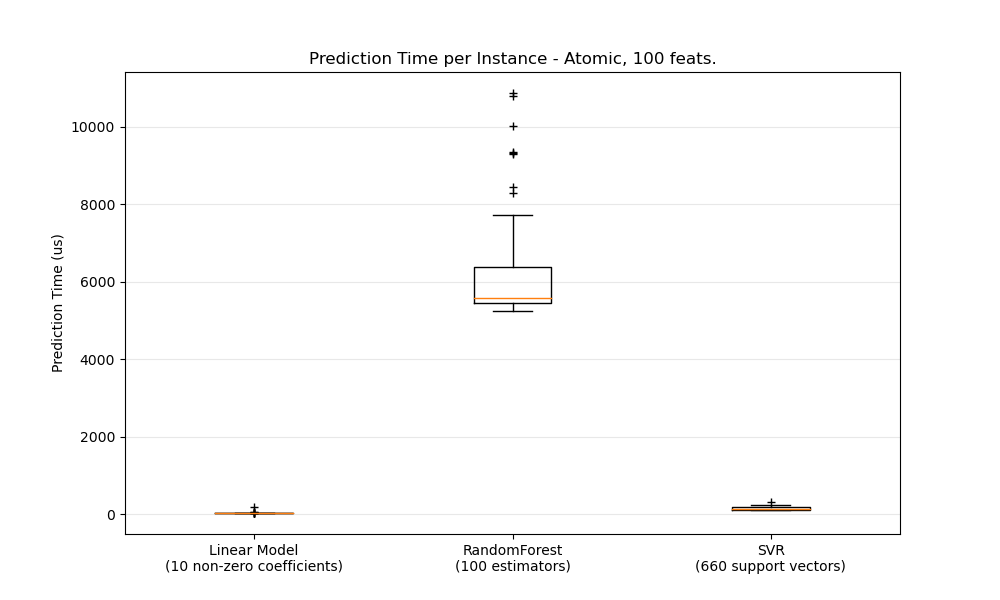 Prediction Time per Instance - Atomic, 100 feats.
Prediction Time (us)
10000
8000
6000
4000
2000
0
Linear Model
(10 non-zero coefficients)
RandomForest
(100 estimators)
SVR
(660 support vectors)